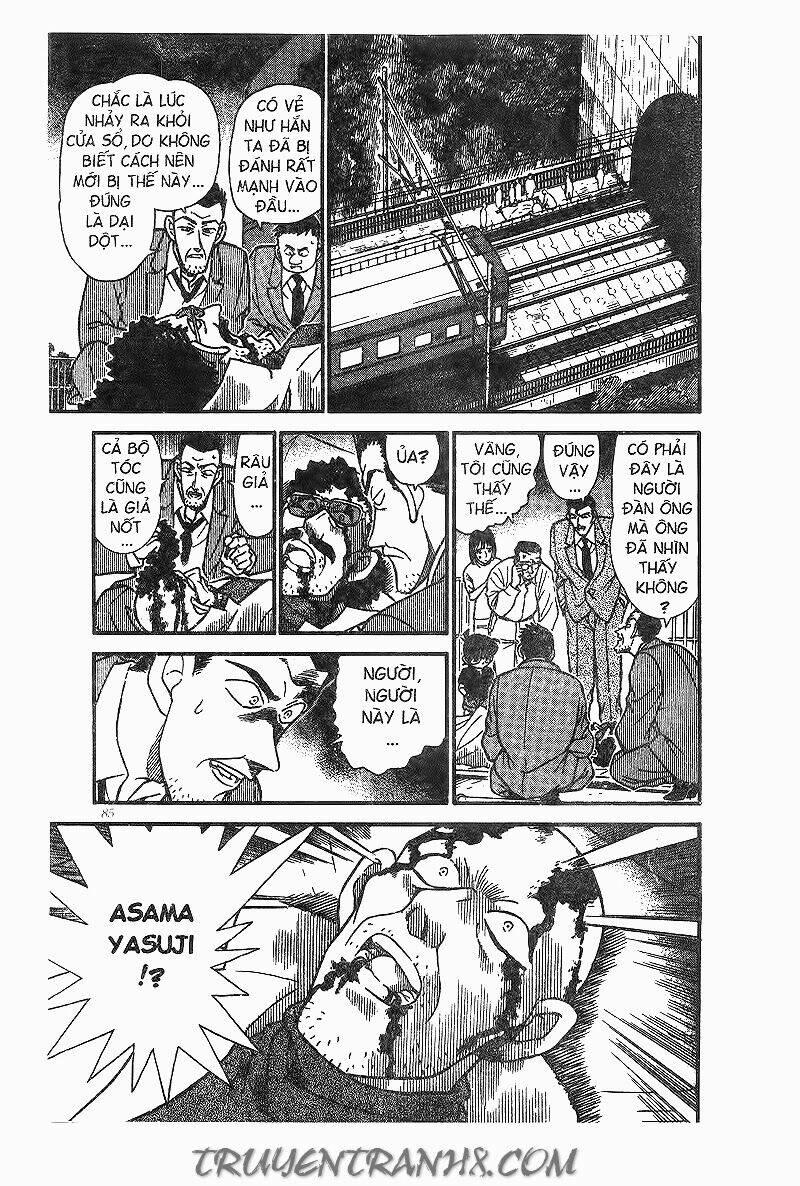 CÓ VẺ
NHƯ HẮN
TA ĐÃ BỊ
ĐÁNH RẤT
MẠNH VÀO
ĐẦU...
CHẮC LÀ LÚC
NHẢY RA KHỎI
CỬA SỔ, DO KHÔNG
BIẾT CÁCH NÊN
MỚI BỊ THẾ NÀY...
ĐÚNG
LÀ DẠI
DỘT...
CÓ PHẢI
ĐÂY LÀ
NGƯỜI
ĐÀN ÔNG
MÀ ÔNG
ĐÃ NHÌN
THẤY
KHÔNG
?
ĐÚNG
VẬY
...
VÂNG,
TÔI CŨNG
THẤY
THẾ...
ỦA?
RÂU
GIẢ
...
CẢ BỘ
TÓC
CŨNG
LÀ GIẢ
NỐT
...
NGƯỜI,
NGƯỜI
NÀY LÀ
...
85
ASAMA
YASUJI
!?
TRUYENTRANH8.COM